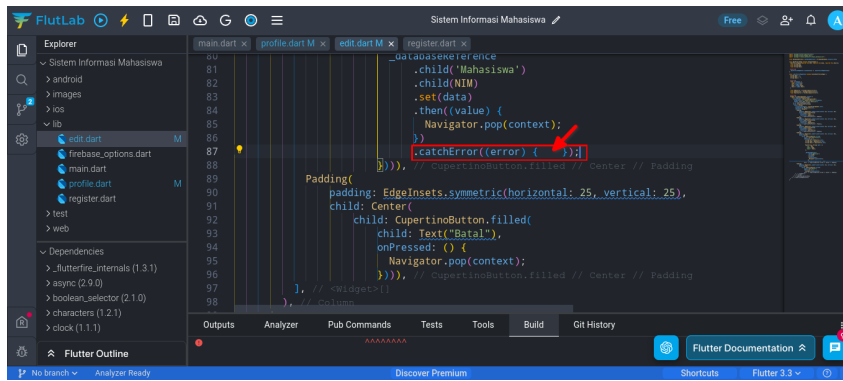 FlutLab
Sistem Informasi Mahasiswa
Free
A
Explorer
main.dart × profile.dart M × edit.dart M × register.dart ×
Sistem Informasi Mahasiswa
android
images
ios
lib
edit.dart M
firebase_options.dart
main.dart
profile.dart M
register.dart
test
web
Dependencies
_flutterfire_internals (1.3.1)
async (2.9.0)
boolean_selector (2.1.0)
characters (1.2.1)
clock (1.1.1)
Flutter Outline
2
R
80 _databaseReference
81 .child('Mahasiswa')
82 .child(NIM)
83 .set(data)
84 .then((value) {
85 Navigator.pop(context);
86 })
87 .catchError((error) { });
88 }))), // CupertinoButton.filled // Center // Padding
89 Padding(
90 padding: EdgeInsets.symmetric(horizontal: 25, vertical: 25),
91 child: Center(
92 child: CupertinoButton.filled(
93 child: Text("Batal"),
94 onPressed: () {
95 Navigator.pop(context);
96 }))), // CupertinoButton.filled // Center // Padding
97 ], // <Widget>[]
98 ), // Column
Outputs Analyzer Pub Commands Tests Tools Build Git History
^^^^^^^^
Flutter Documentation
No branch Analyzer Ready Discover Premium Shortcuts Flutter 3.3